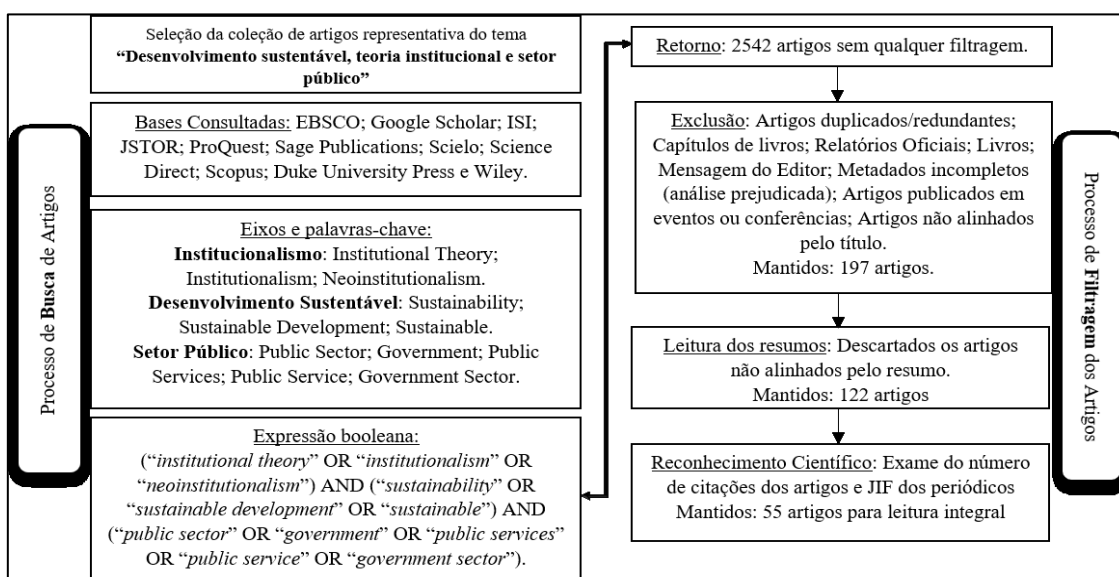 Processo de Busca de Artigos
Seleção da coleção de artigos representativa do tema
“Desenvolvimento sustentável, teoria institucional e setor
público”
Bases Consultadas: EBSCO; Google Scholar; ISI;
JSTOR; ProQuest; Sage Publications; Scielo; Science
Direct; Scopus; Duke University Press e Wiley.
Eixos e palavras-chave:
Institucionalismo: Institutional Theory;
Institutionalism; Neoinstitutionalism.
Desenvolvimento Sustentável: Sustainability;
Sustainable Development; Sustainable.
Setor Público: Public Sector; Government; Public
Services; Public Service; Government Sector.
Expressão booleana:
(“institutional theory” OR “institutionalism” OR
“neoinstitutionalism”) AND (“sustainability” OR
“sustainable development” OR “sustainable”) AND
(“public sector” OR “government” OR “public services”
OR “public service” OR “government sector”).
Retorno: 2542 artigos sem qualquer filtragem.
Exclusão: Artigos duplicados/redundantes;
Capítulos de livros; Relatórios Oficiais; Livros;
Mensagem do Editor; Metadados incompletos
(análise prejudicada); Artigos publicados em
eventos ou conferências; Artigos não alinhados
pelo título.
Mantidos: 197 artigos.
Leitura dos resumos: Descartados os artigos
não alinhados pelo resumo.
Mantidos: 122 artigos
Reconhecimento Científico: Exame do número
de citações dos artigos e JIF dos periódicos
Mantidos: 55 artigos para leitura integral
Processo de Filtragem dos Artigos